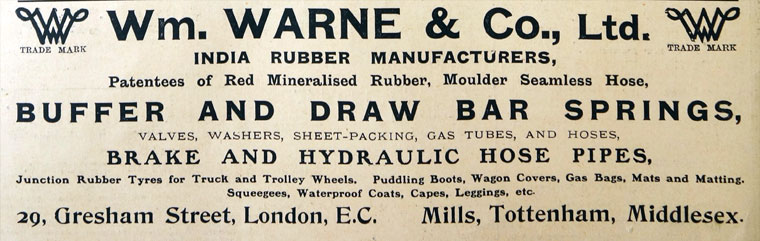 Wm. WARNE & Co., Ltd.
TRADE MARK
TRADE MARK
INDIA RUBBER MANUFACTURERS,
Patentees of Red Mineralised Rubber, Moulder Seamless Hose,
BUFFER AND DRAW BAR SPRINGS,
VALVES, WASHERS, SHEET-PACKING, GAS TUBES, AND HOSES,
BRAKE AND HYDRAULIC HOSE PIPES,
Junction Rubber Tyres for Truck and Trolley Wheels. Puddling Boots, Wagon Covers, Gas Bags, Mats and Matting.
Squeegees, Waterproof Coats, Capes, Leggings, etc.
29, Gresham Street, London, E.C. Mills, Tottenham, Middlesex.